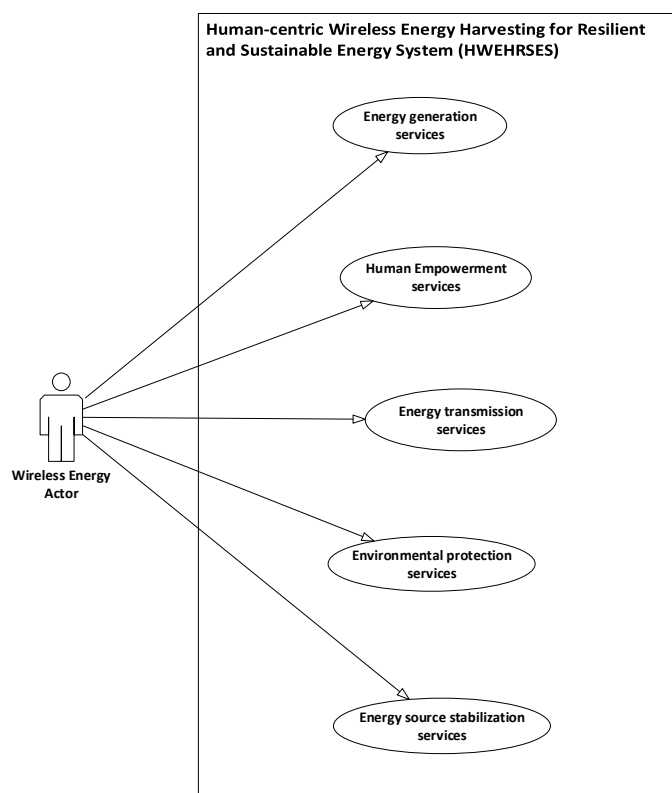 Human-centric Wireless Energy Harvesting for Resilient
and Sustainable Energy System (HWEHRSES)
Energy generation
services
Human Empowerment
services
Energy transmission
services
Wireless Energy
Actor
Environmental protection
services
Energy source stabilization
services